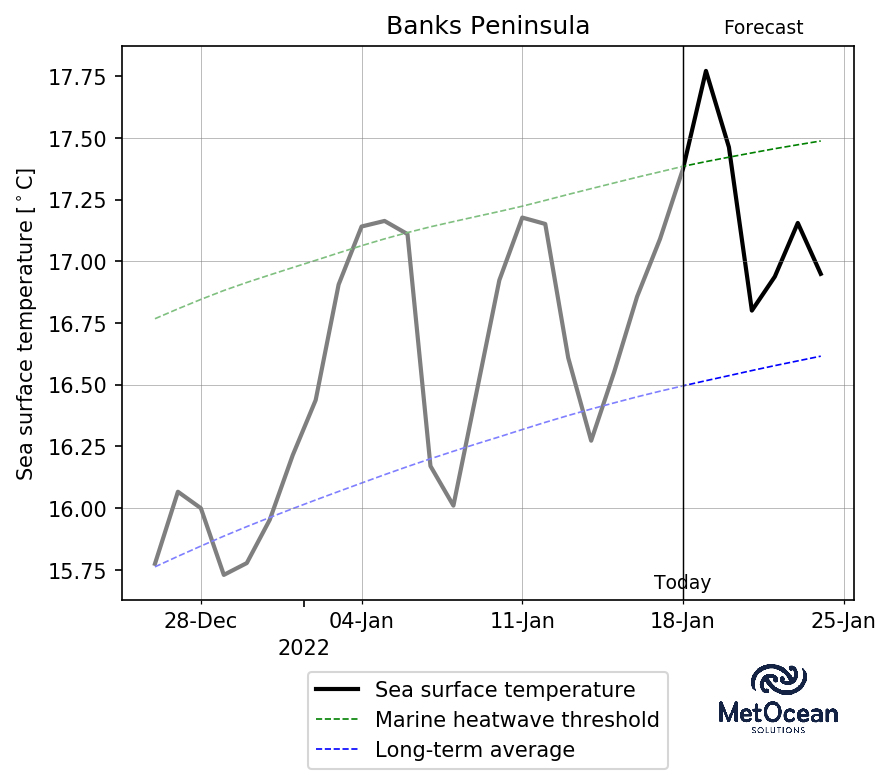 Banks Peninsula
Forecast
Sea surface temperature [°C]
17.75
17.50
17.25
17.00
16.75
16.50
16.25
16.00
15.75
Today
28-Dec
04-Jan
11-Jan
18-Jan
25-Jan
2022
Sea surface temperature
Marine heatwave threshold
Long-term average
MetOcean
SOLUTIONS